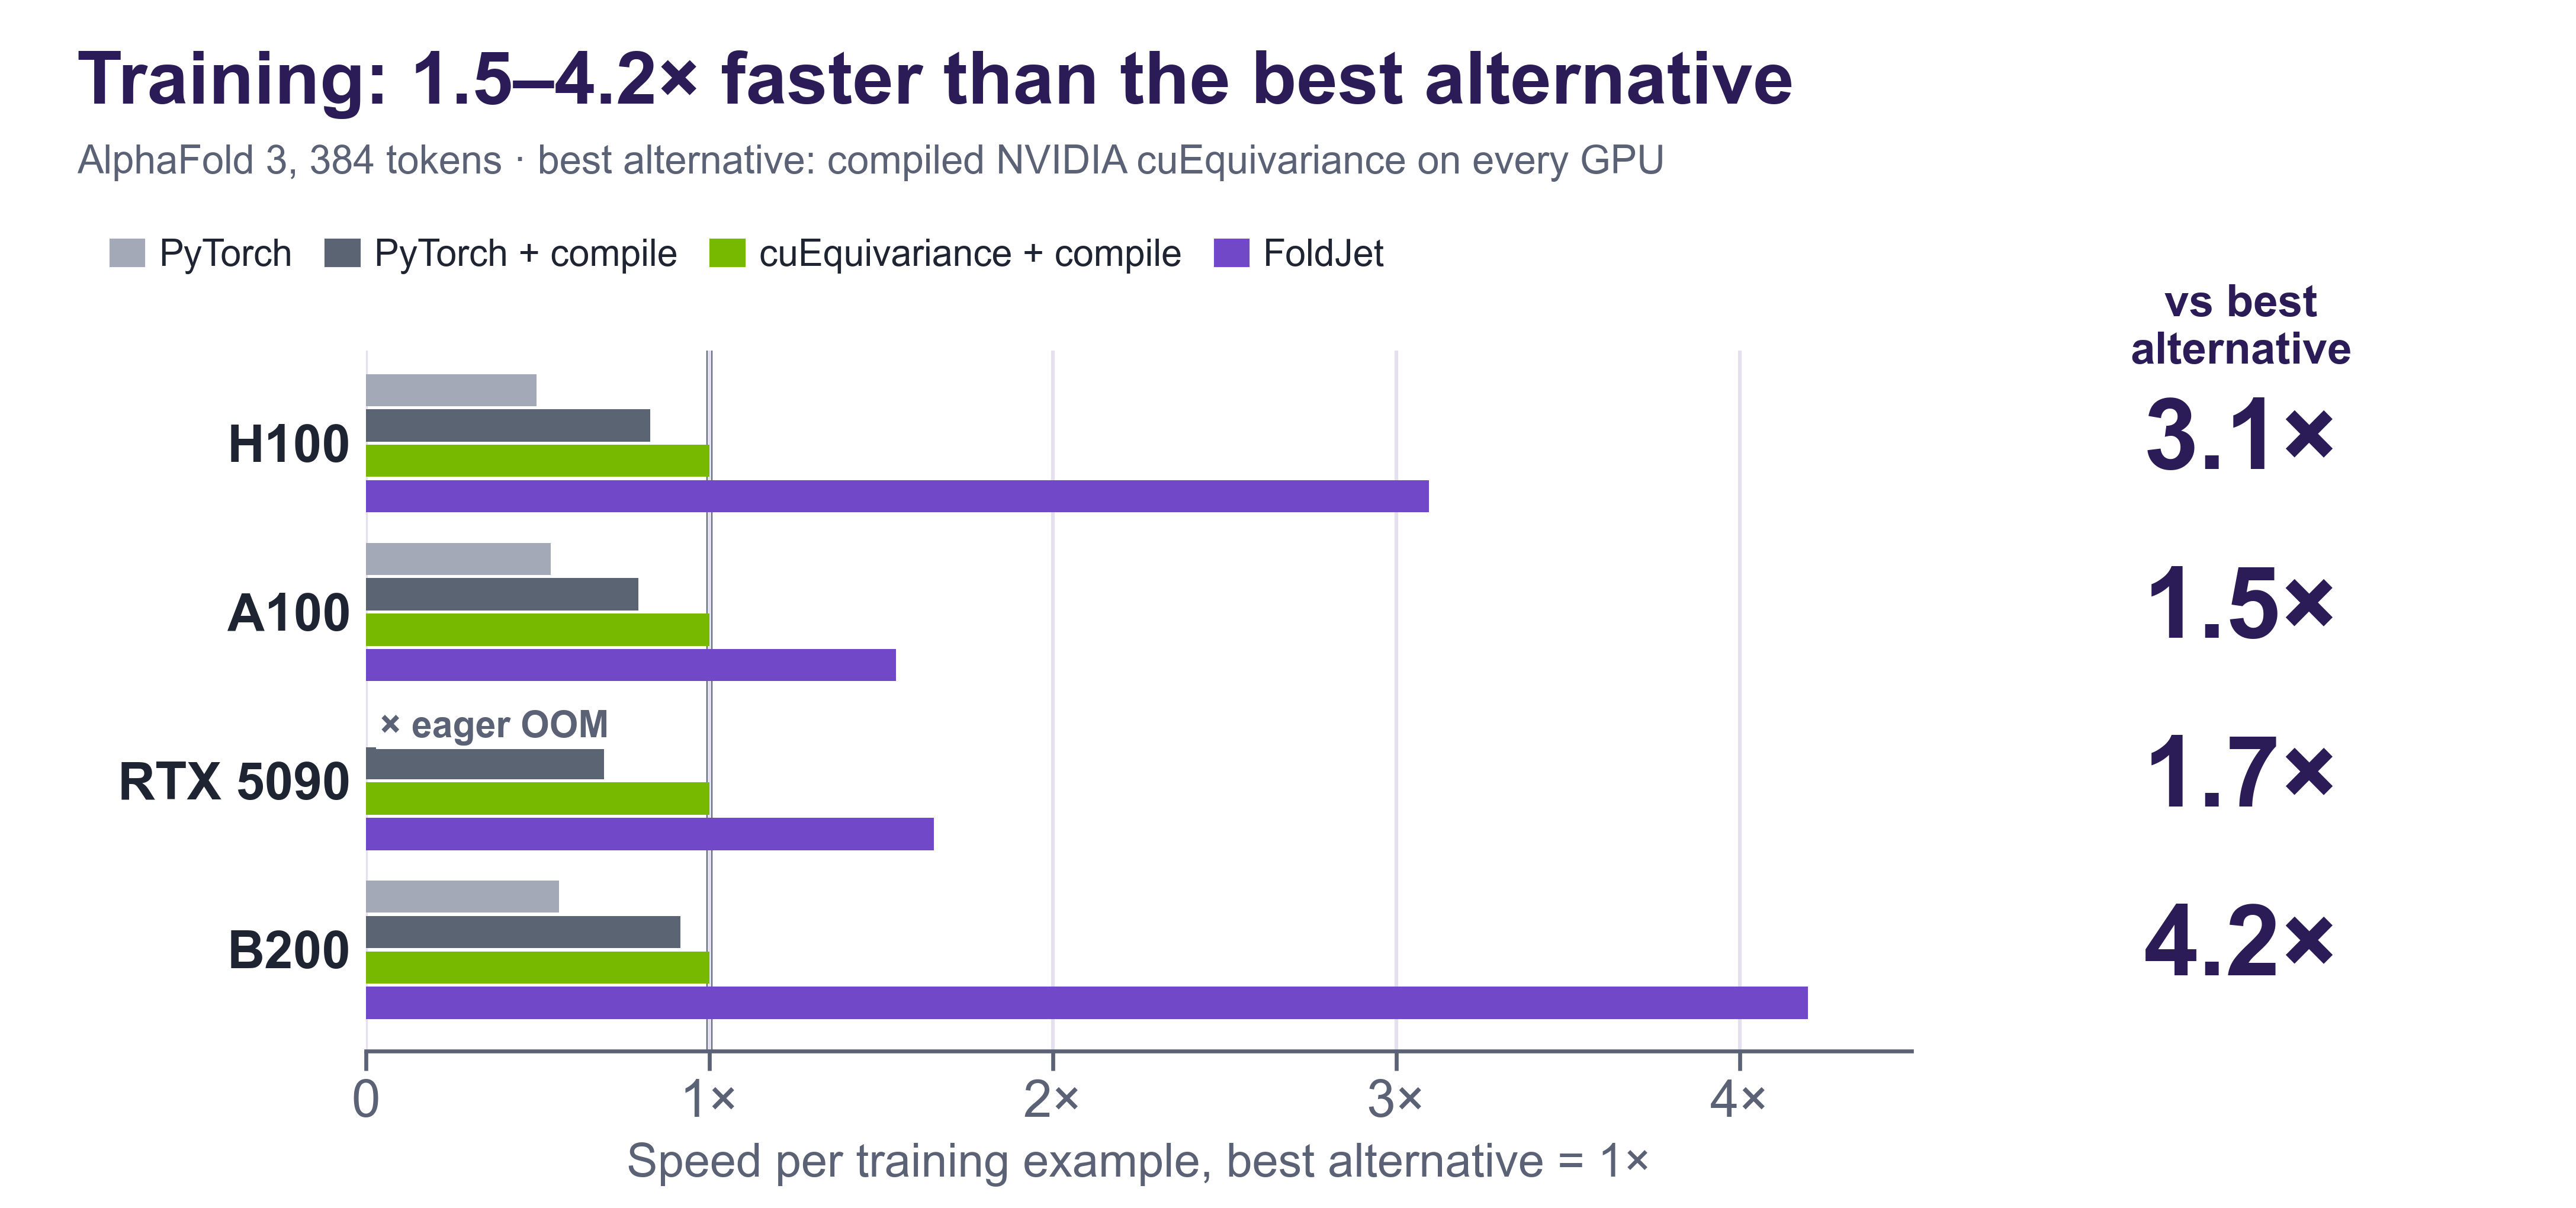 Training: 1.5–4.2× faster than the best alternative
AlphaFold 3, 384 tokens · best alternative: compiled NVIDIA cuEquivariance on every GPU
PyTorch PyTorch + compile cuEquivariance + compile FoldJet
vs best
alternative
H100 3.1×
A100 1.5×
× eager OOM
RTX 5090 1.7×
B200 4.2×
0 1× 2× 3× 4×
Speed per training example, best alternative = 1×